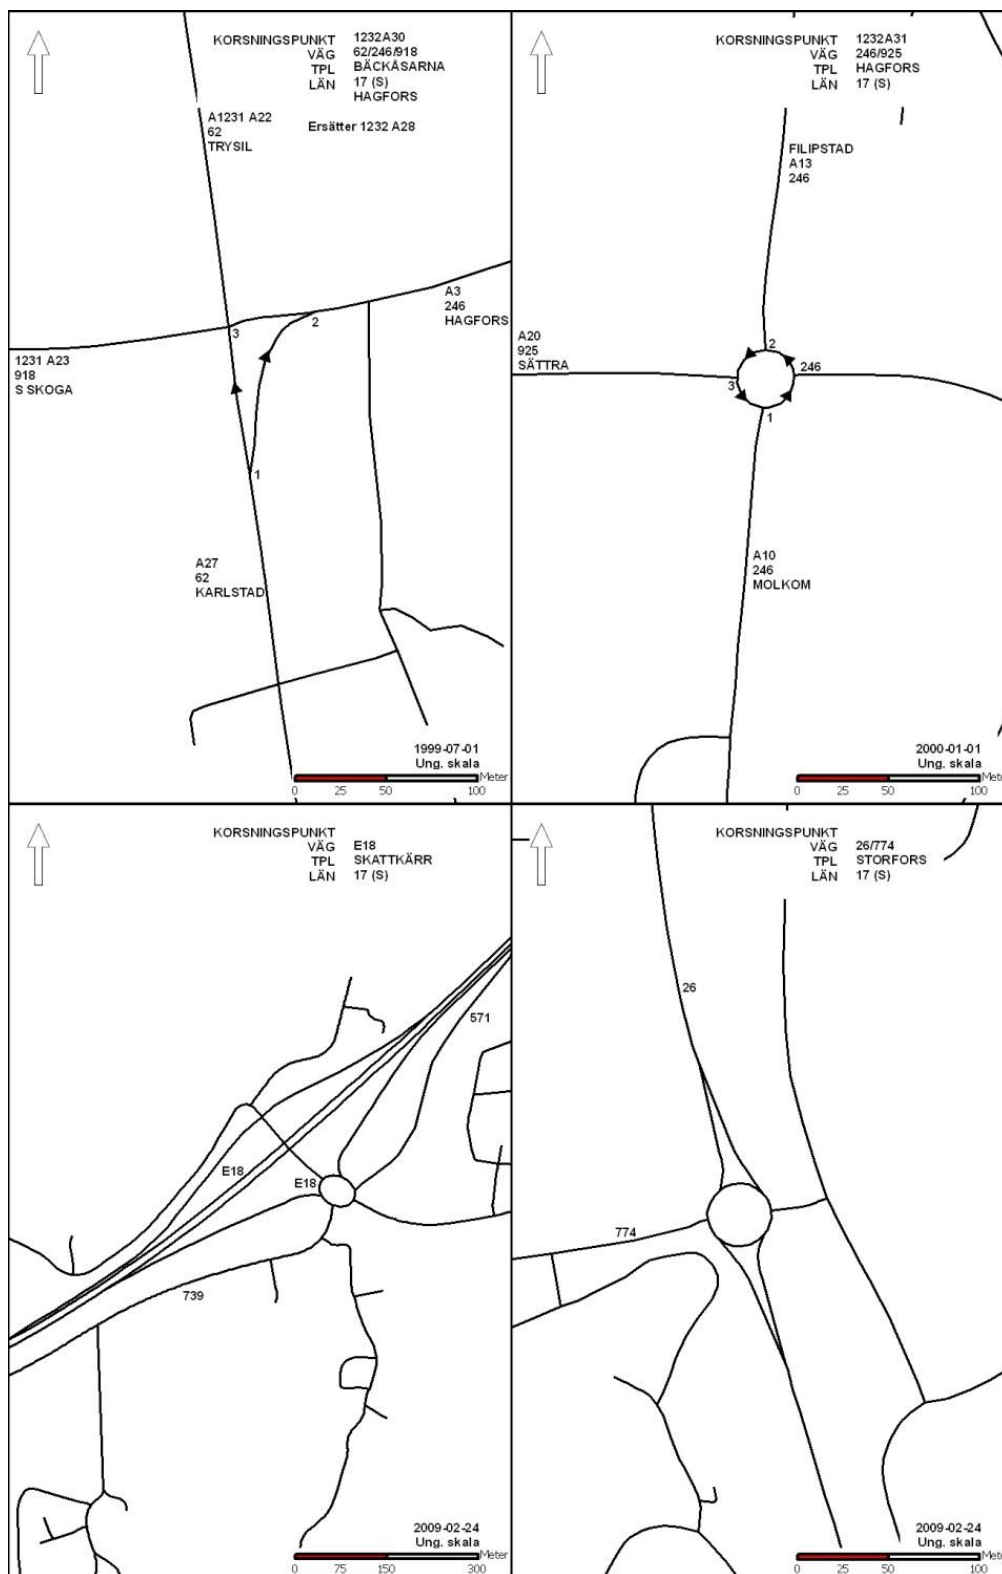 KORSNINGSPUNKT 1232A30
VÄG 62/246/918
TPL BÄCKÅSARNA
LÄN 17 (S)
HAGFORS
A1231 A22
62
TRYSIL
Ersätter 1232 A28
A3
246
HAGFORS
2
3
1231 A23
918
S SKOGA
1
A27
62
KARLSTAD
1999-07-01
Ung. skala
Meter
0 25 50 100
KORSNINGSPUNKT 1232A31
VÄG 246/925
TPL HAGFORS
LÄN 17 (S)
FILIPSTAD
A13
246
A20
925
SÄTTRA
2
246
3
1
A10
246
MOLKOM
2000-01-01
Ung. skala
Meter
0 25 50 100
KORSNINGSPUNKT
VÄG E18
TPL SKATTKÄRR
LÄN 17 (S)
571
E18
E18
739
2009-02-24
Ung. skala
Meter
0 75 150 300
KORSNINGSPUNKT
VÄG 26/774
TPL STORFORS
LÄN 17 (S)
26
774
2009-02-24
Ung. skala
Meter
0 25 50 100